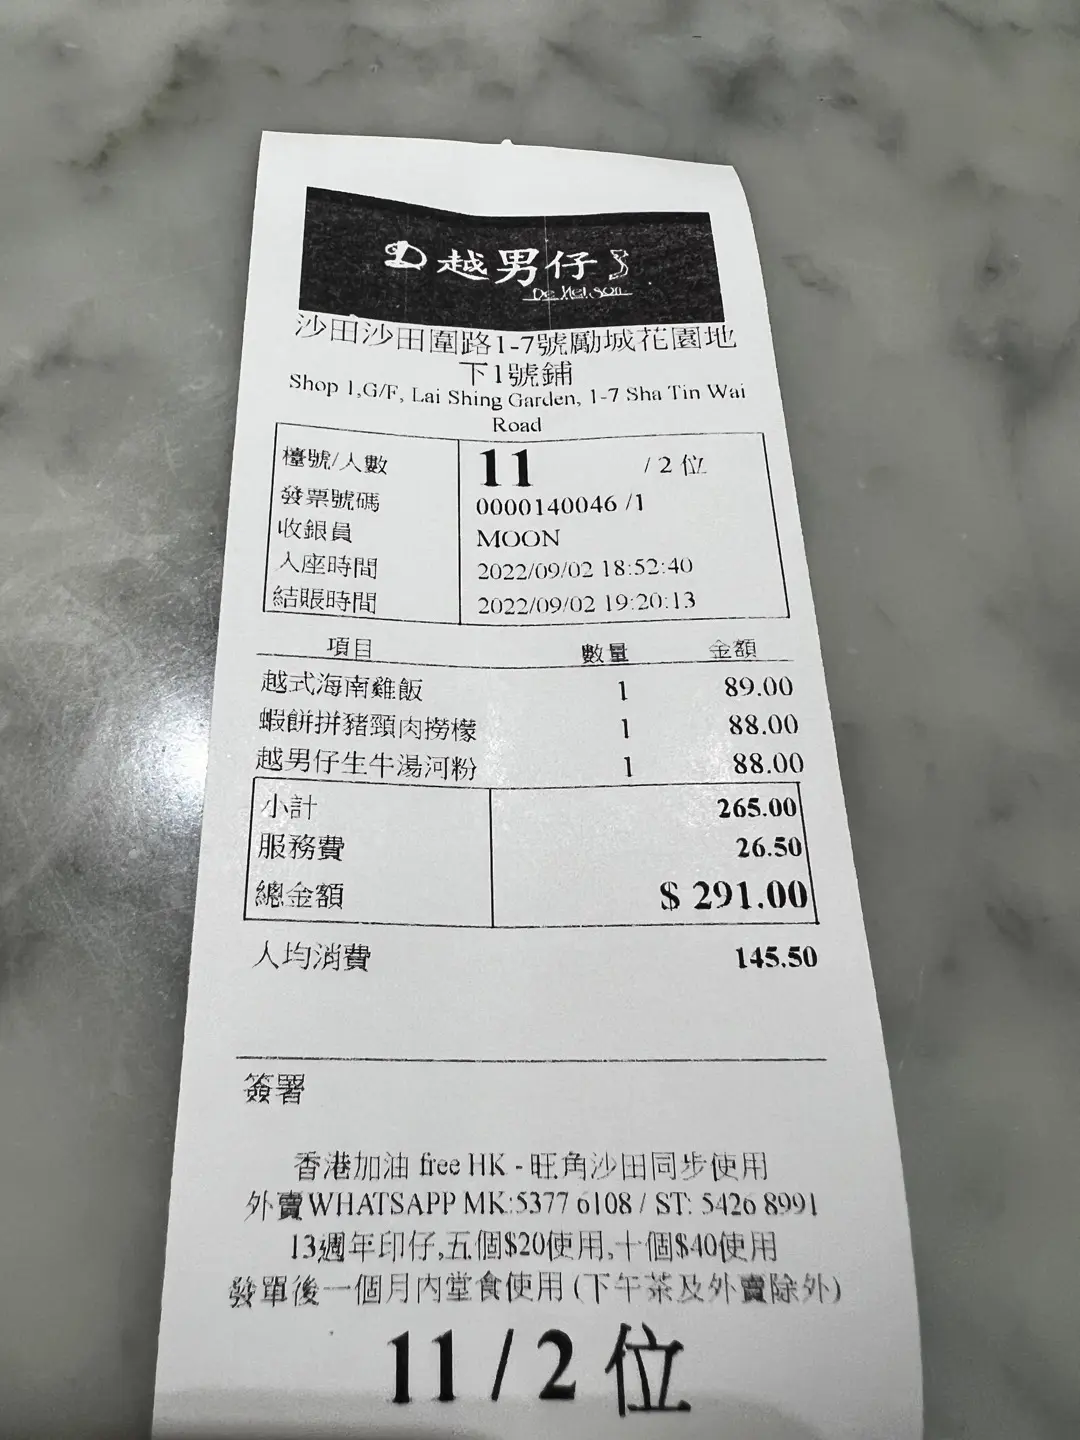 越男仔
De Nei.son
沙田沙田圍路1-7號勵城花園地
下1號鋪
Shop 1,G/F, Lai Shing Garden, 1-7 Sha Tin Wai
Road
檯號/人數 11 / 2 位
發票號碼 0000140046 /1
收銀員 MOON
入座時間 2022/09/02 18:52:40
結賬時間 2022/09/02 19:20:13
項目 數量 金額
越式海南雞飯 1 89.00
蝦餅拼豬頸肉撈檬 1 88.00
越男仔生牛湯河粉 1 88.00
小計 265.00
服務費 26.50
總金額 $ 291.00
人均消費 145.50
簽署
香港加油 free HK - 旺角沙田同步使用
外賣WHATSAPP MK:5377 6108 / ST: 5426 8991
13週年印仔,五個$20使用,十個$40使用
發單後一個月內堂食使用 (下午茶及外賣除外)
11 / 2 位